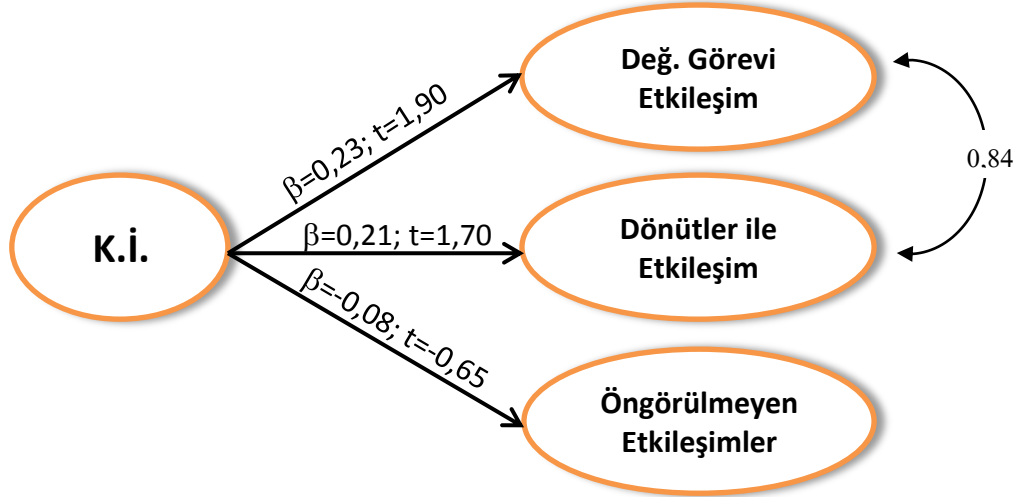 Değ. Görevi
Etkileşim
β=0,23; t=1,90
0.84
K.İ.
β=0,21; t=1,70
Dönütler ile
Etkileşim
β=-0,08; t=-0,65
Öngörülmeyen
Etkileşimler